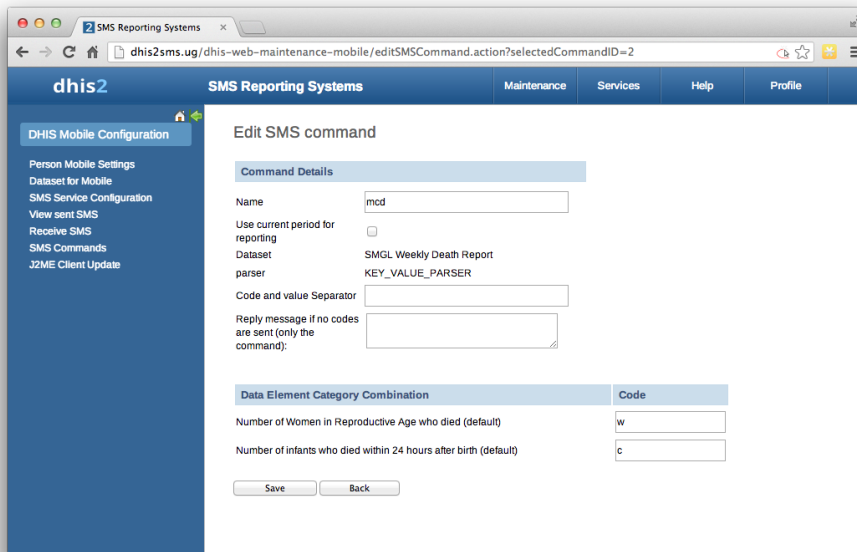 2 SMS Reporting Systems ×
dhis2sms.ug/dhis-web-maintenance-mobile/editSMSCommand.action?selectedCommandID=2
dhis2 SMS Reporting Systems Maintenance Services Help Profile
DHIS Mobile Configuration
Person Mobile Settings
Dataset for Mobile
SMS Service Configuration
View sent SMS
Receive SMS
SMS Commands
J2ME Client Update
Edit SMS command
Command Details
Name mcd
Use current period for
reporting
Dataset SMGL Weekly Death Report
parser KEY_VALUE_PARSER
Code and value Separator
Reply message if no codes
are sent (only the
command):
Data Element Category Combination Code
Number of Women in Reproductive Age who died (default) w
Number of infants who died within 24 hours after birth (default) c
Save Back